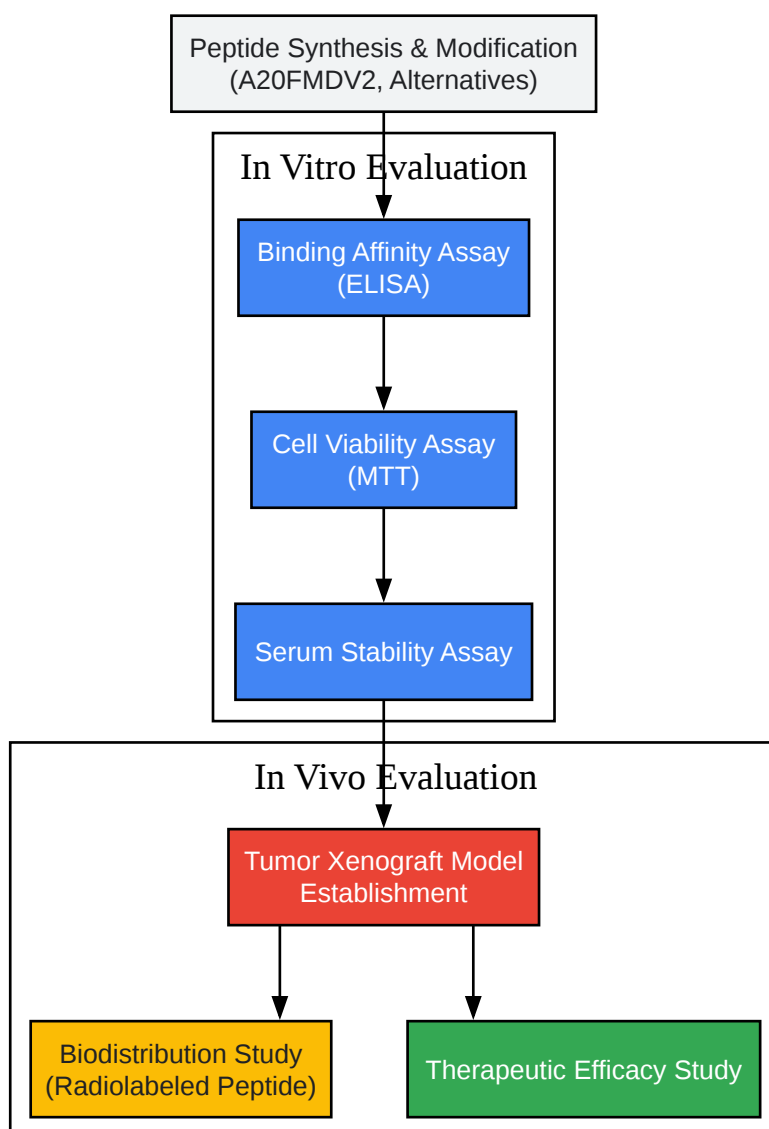 Peptide Synthesis & Modification
(A20FMDV2, Alternatives)
In Vitro Evaluation
Binding Affinity Assay
(ELISA)
Cell Viability Assay
(MTT)
Serum Stability Assay
In Vivo Evaluation
Tumor Xenograft Model
Establishment
Biodistribution Study
(Radiolabeled Peptide)
Therapeutic Efficacy Study